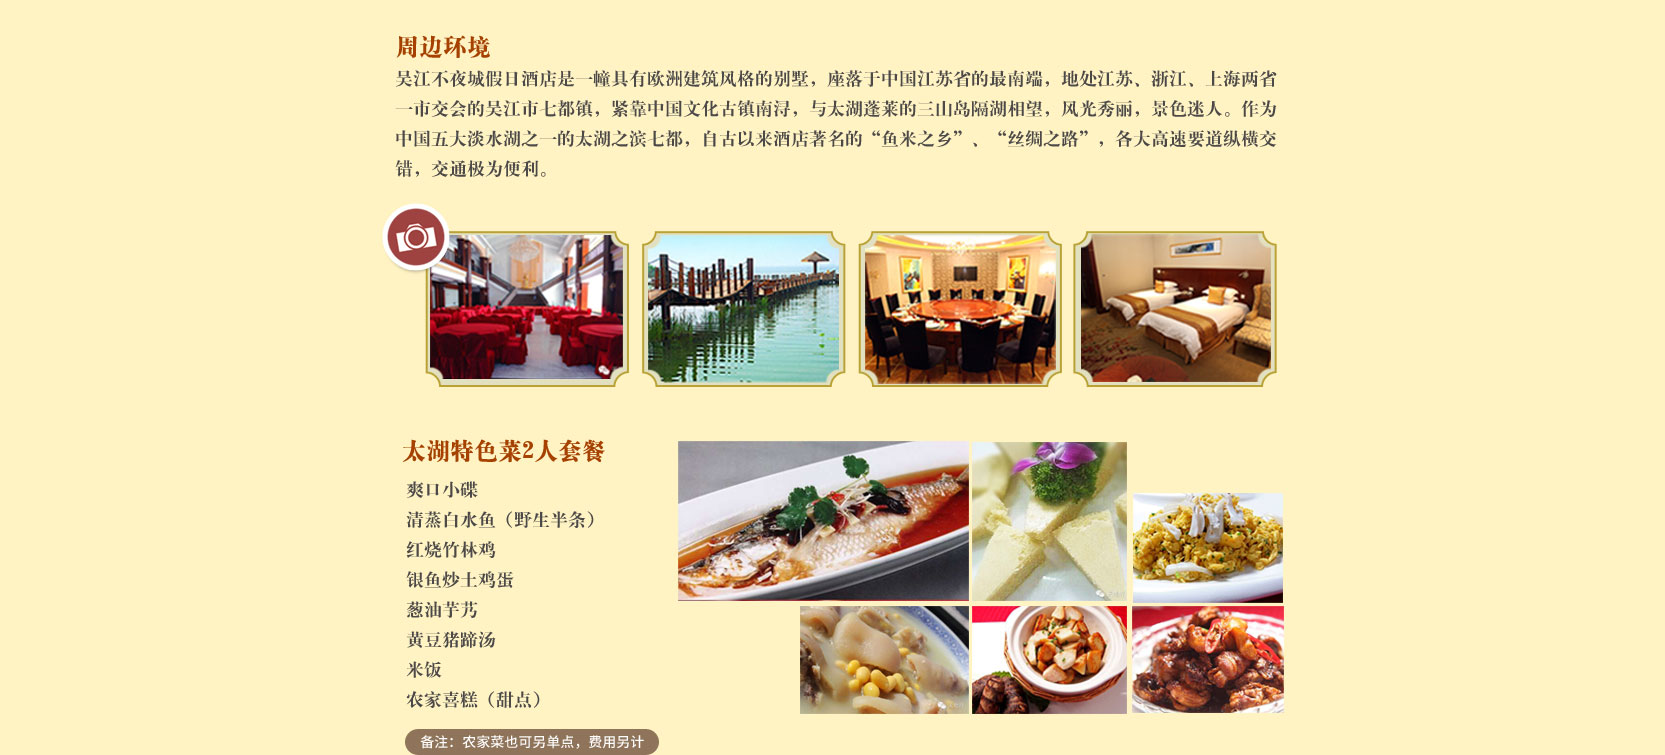 周边环境
吴江不夜城假日酒店是一幢具有欧洲建筑风格的别墅，座落于中国江苏省的最南端，地处江苏、浙江、上海两省
一市交会的吴江市七都镇，紧靠中国文化古镇南浔，与太湖蓬莱的三山岛隔湖相望，风光秀丽，景色迷人。作为
中国五大淡水湖之一的太湖之滨七都，自古以来酒店著名的“鱼米之乡”、“丝绸之路”，各大高速要道纵横交
错，交通极为便利。
太湖特色菜2人套餐
爽口小碟
清蒸白水鱼（野生半条）
红烧竹林鸡
银鱼炒土鸡蛋
葱油芋艿
黄豆猪蹄汤
米饭
农家喜糕（甜点）
备注：农家菜也可另单点，费用另计